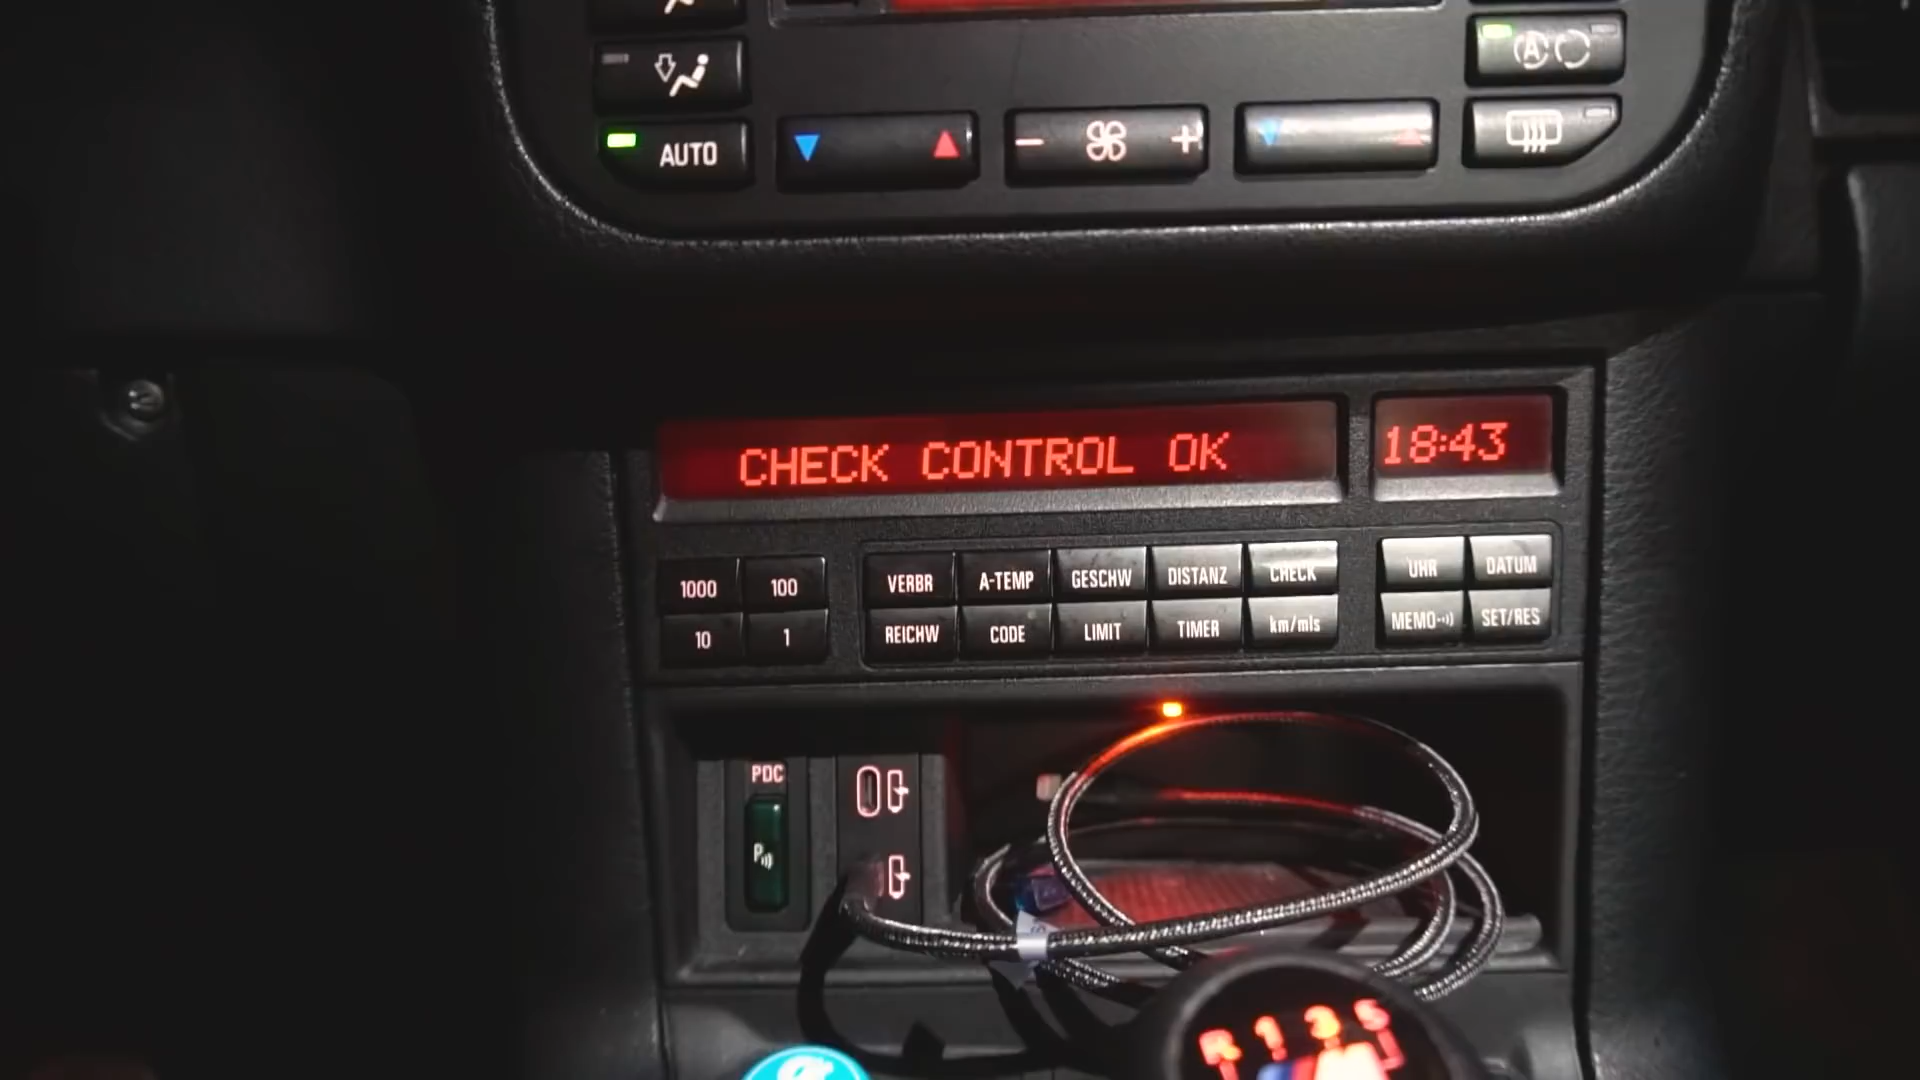 A
AUTO
CHECK CONTROL OK
18:43
1000 100
VERBR A-TEMP GESCHW DISTANZ CHECK
UHR DATUM
10 1
REICHW CODE LIMIT TIMER km/mls
MEMO SET/RES
PDC
P
R 1 3 5